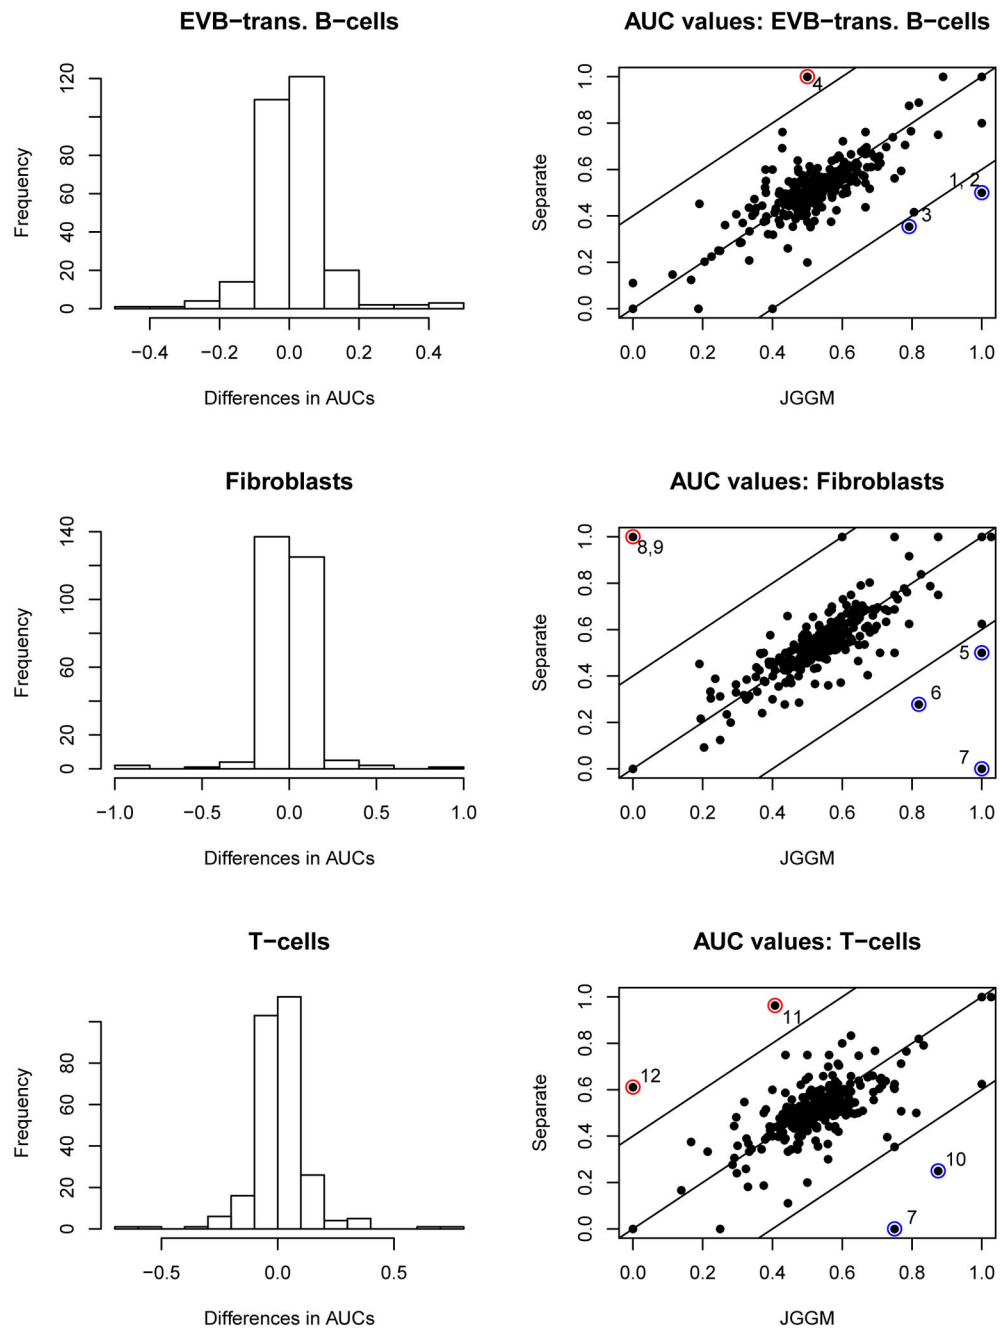 EVB−trans. B−cells
Frequency
0 20 40 60 80 120
−0.4 −0.2 0.0 0.2 0.4
Differences in AUCs
AUC values: EVB−trans. B−cells
Separate
0.0 0.2 0.4 0.6 0.8 1.0
4
1, 2
3
0.0 0.2 0.4 0.6 0.8 1.0
JGGM
Fibroblasts
Frequency
0 20 60 100 140
−1.0 −0.5 0.0 0.5 1.0
Differences in AUCs
AUC values: Fibroblasts
Separate
0.0 0.2 0.4 0.6 0.8 1.0
8,9
5
6
7
0.0 0.2 0.4 0.6 0.8 1.0
JGGM
T−cells
Frequency
0 20 40 60 80
−0.5 0.0 0.5
Differences in AUCs
AUC values: T−cells
Separate
0.0 0.2 0.4 0.6 0.8 1.0
11
12
10
7
0.0 0.2 0.4 0.6 0.8 1.0
JGGM